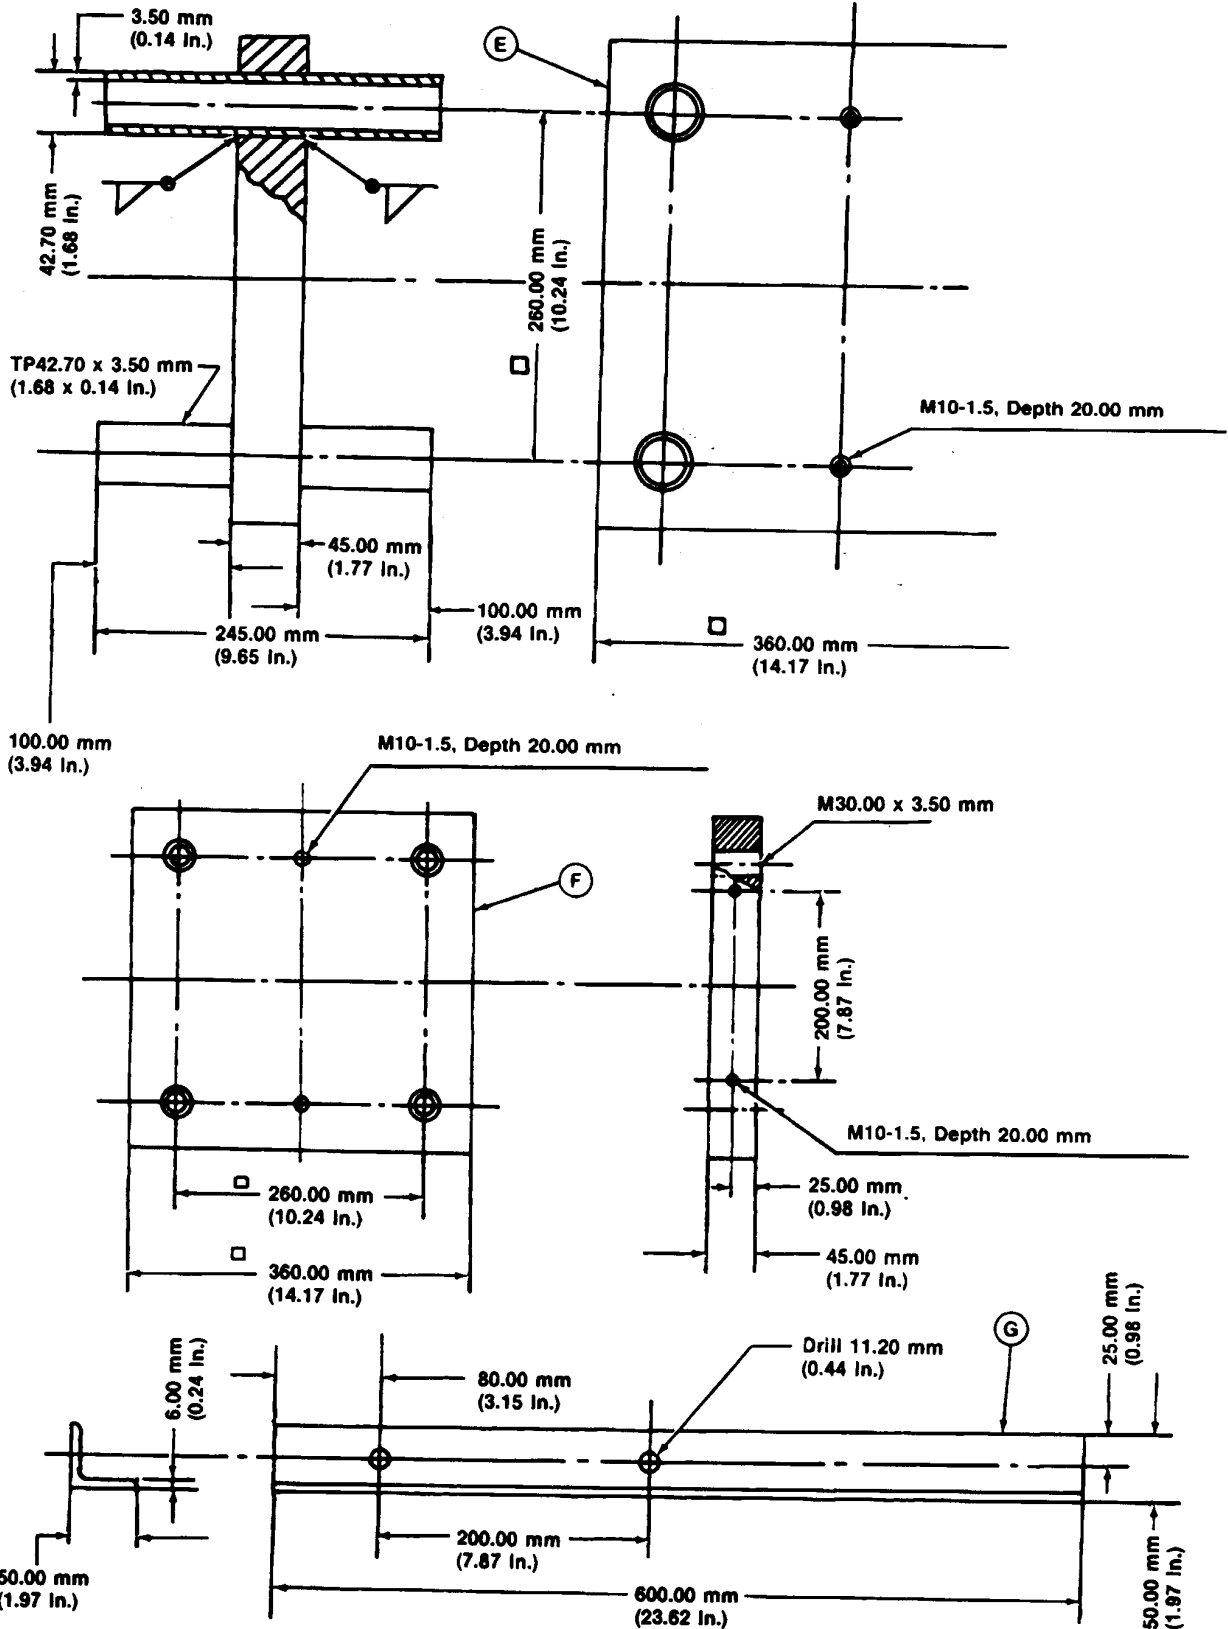 3.50 mm
(0.14 In.)
E
42.70 mm
(1.68 In.)
260.00 mm
(10.24 In.)
TP42.70 x 3.50 mm
(1.68 x 0.14 In.)
M10-1.5, Depth 20.00 mm
45.00 mm
(1.77 In.)
100.00 mm
(3.94 In.)
245.00 mm
(9.65 In.)
360.00 mm
(14.17 In.)
100.00 mm
(3.94 In.)
M10-1.5, Depth 20.00 mm
M30.00 x 3.50 mm
F
200.00 mm
(7.87 In.)
M10-1.5, Depth 20.00 mm
25.00 mm
(0.98 In.)
260.00 mm
(10.24 In.)
45.00 mm
(1.77 In.)
360.00 mm
(14.17 In.)
G
25.00 mm
(0.98 In.)
6.00 mm
(0.24 In.)
80.00 mm
(3.15 In.)
Drill 11.20 mm
(0.44 In.)
200.00 mm
(7.87 In.)
50.00 mm
(1.97 In.)
600.00 mm
(23.62 In.)
50.00 mm
(1.97 In.)